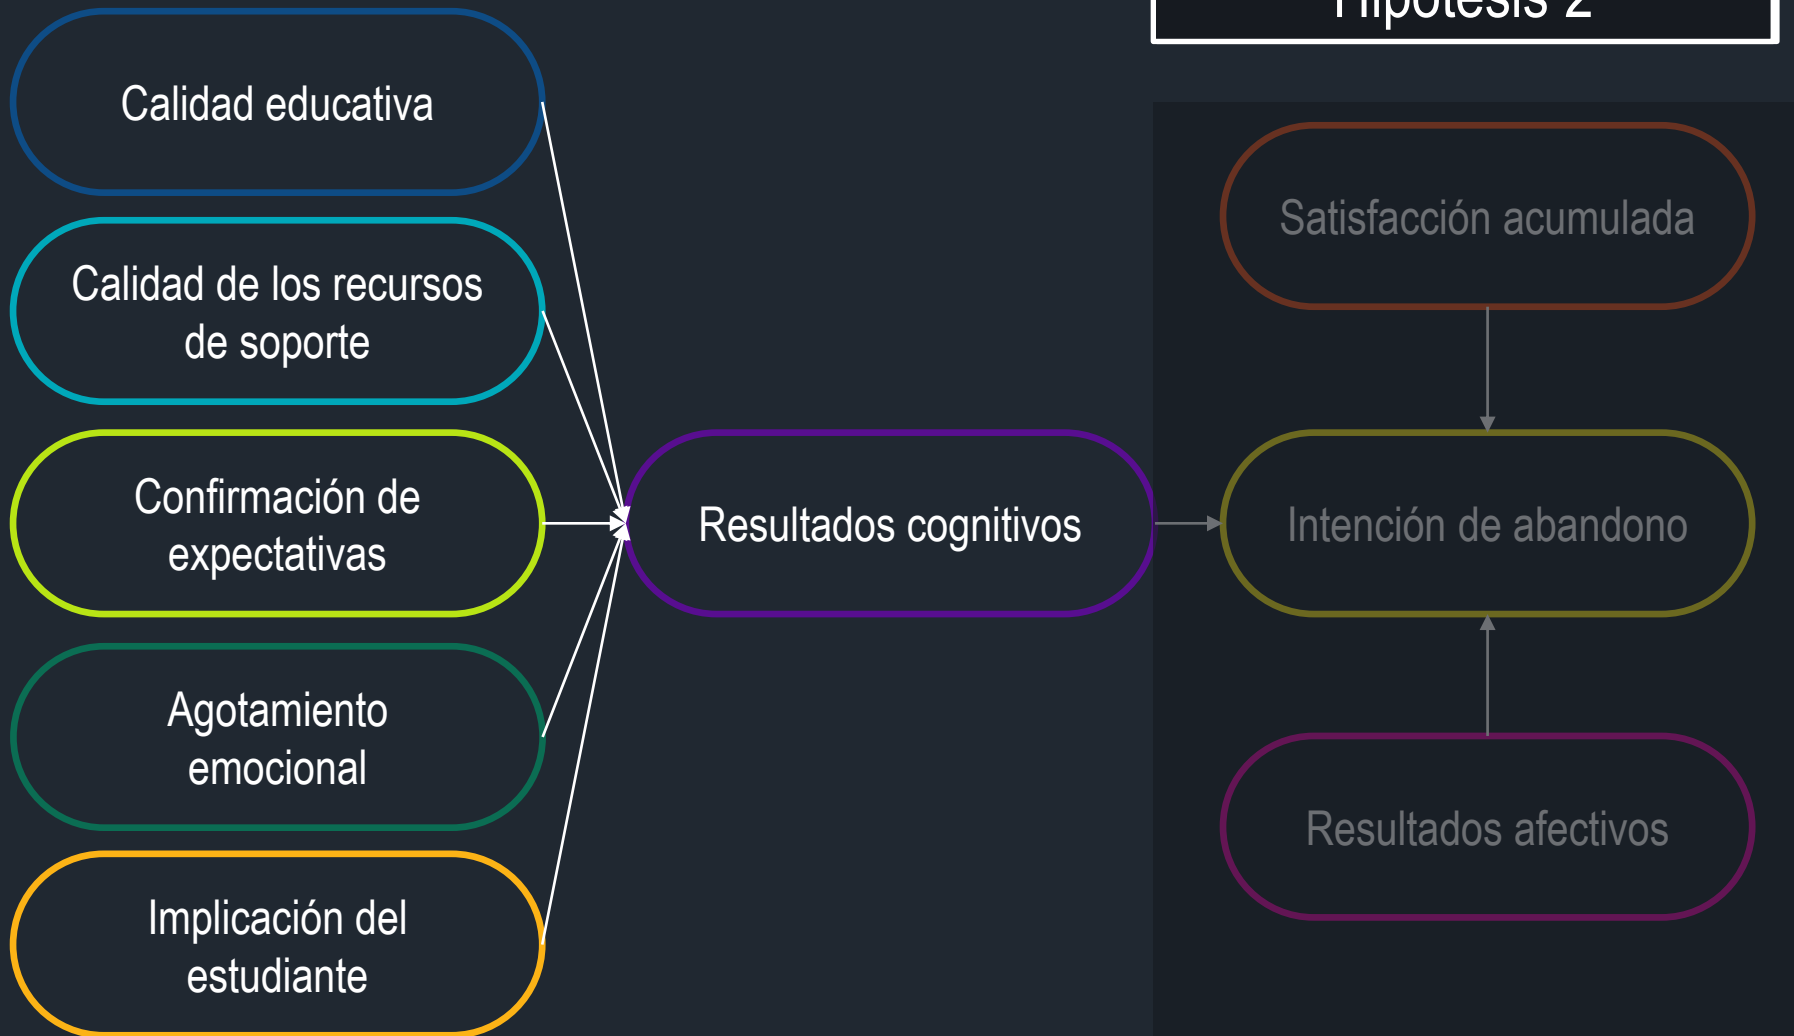 Hipótesis 2
Calidad educativa
Calidad de los recursos
de soporte
Confirmación de
expectativas
Agotamiento
emocional
Implicación del
estudiante
Resultados cognitivos
Satisfacción acumulada
Intención de abandono
Resultados afectivos